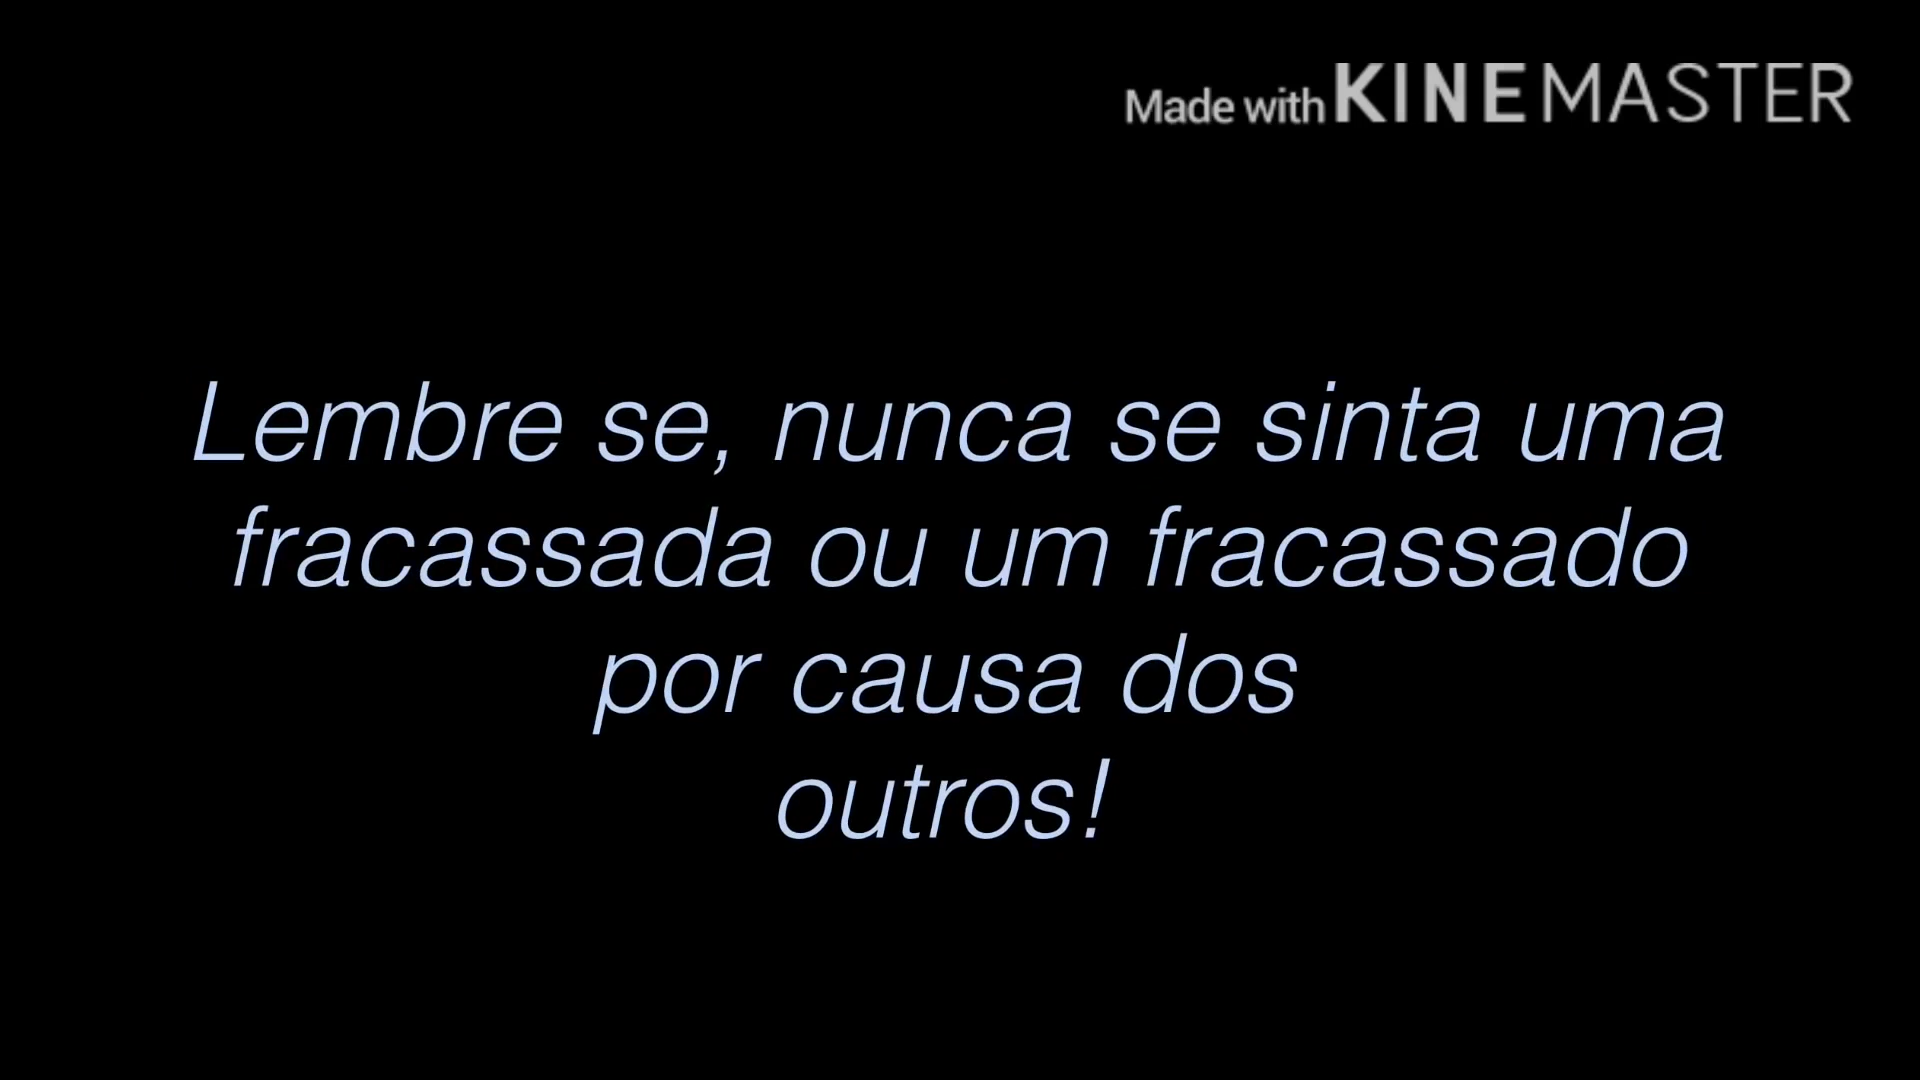 Made with KINEMASTER
Lembre se, nunca se sinta uma
fracassada ou um fracassado
por causa dos
outros!